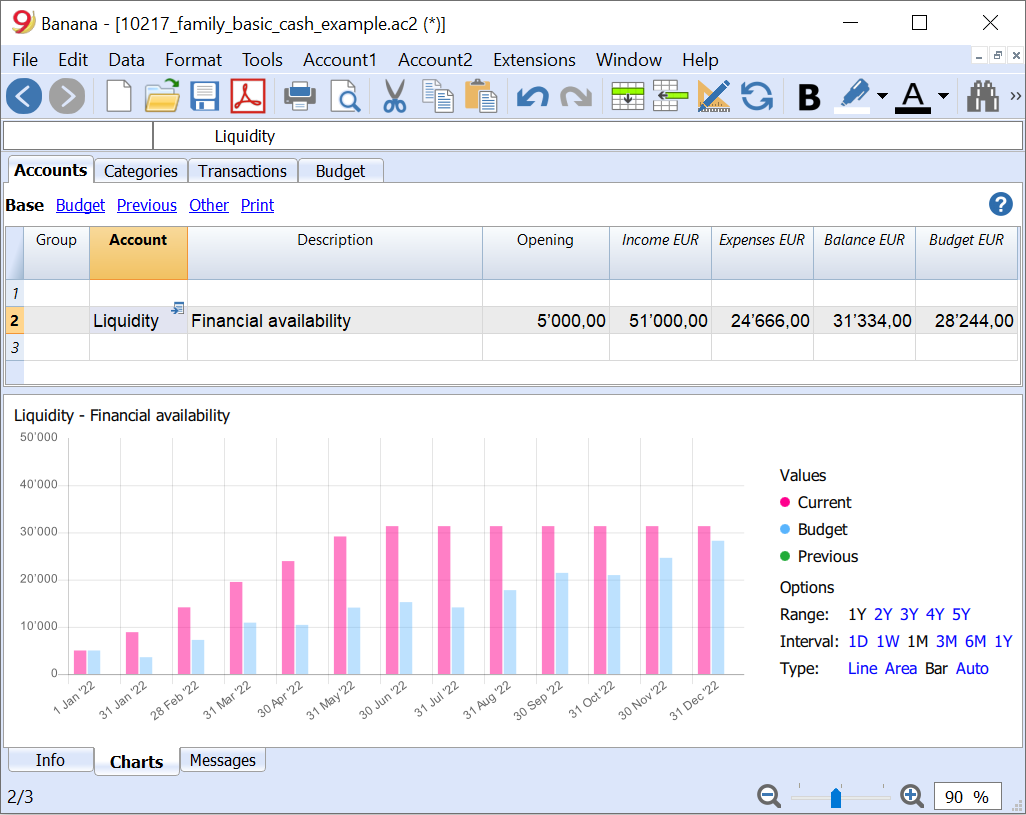 Banana - [10217_family_basic_cash_example.ac2 (*)]
File Edit Data Format Tools Account1 Account2 Extensions Window Help
B A »
Liquidity
Accounts Categories Transactions Budget
Base Budget Previous Other Print ?
Group Account Description Opening Income EUR Expenses EUR Balance EUR Budget EUR
1
2 Liquidity Financial availability 5'000,00 51'000,00 24'666,00 31'334,00 28'244,00
3
Liquidity - Financial availability
50'000
40'000
30'000
20'000
10'000
0
1 Jan '22 31 Jan '22 28 Feb '22 31 Mar '22 30 Apr '22 31 May '22 30 Jun '22 31 Jul '22 31 Aug '22 30 Sep '22 31 Oct '22 30 Nov '22 31 Dec '22
Values
Current
Budget
Previous
Options
Range: 1Y 2Y 3Y 4Y 5Y
Interval: 1D 1W 1M 3M 6M 1Y
Type: Line Area Bar Auto
Info Charts Messages
2/3 90 %